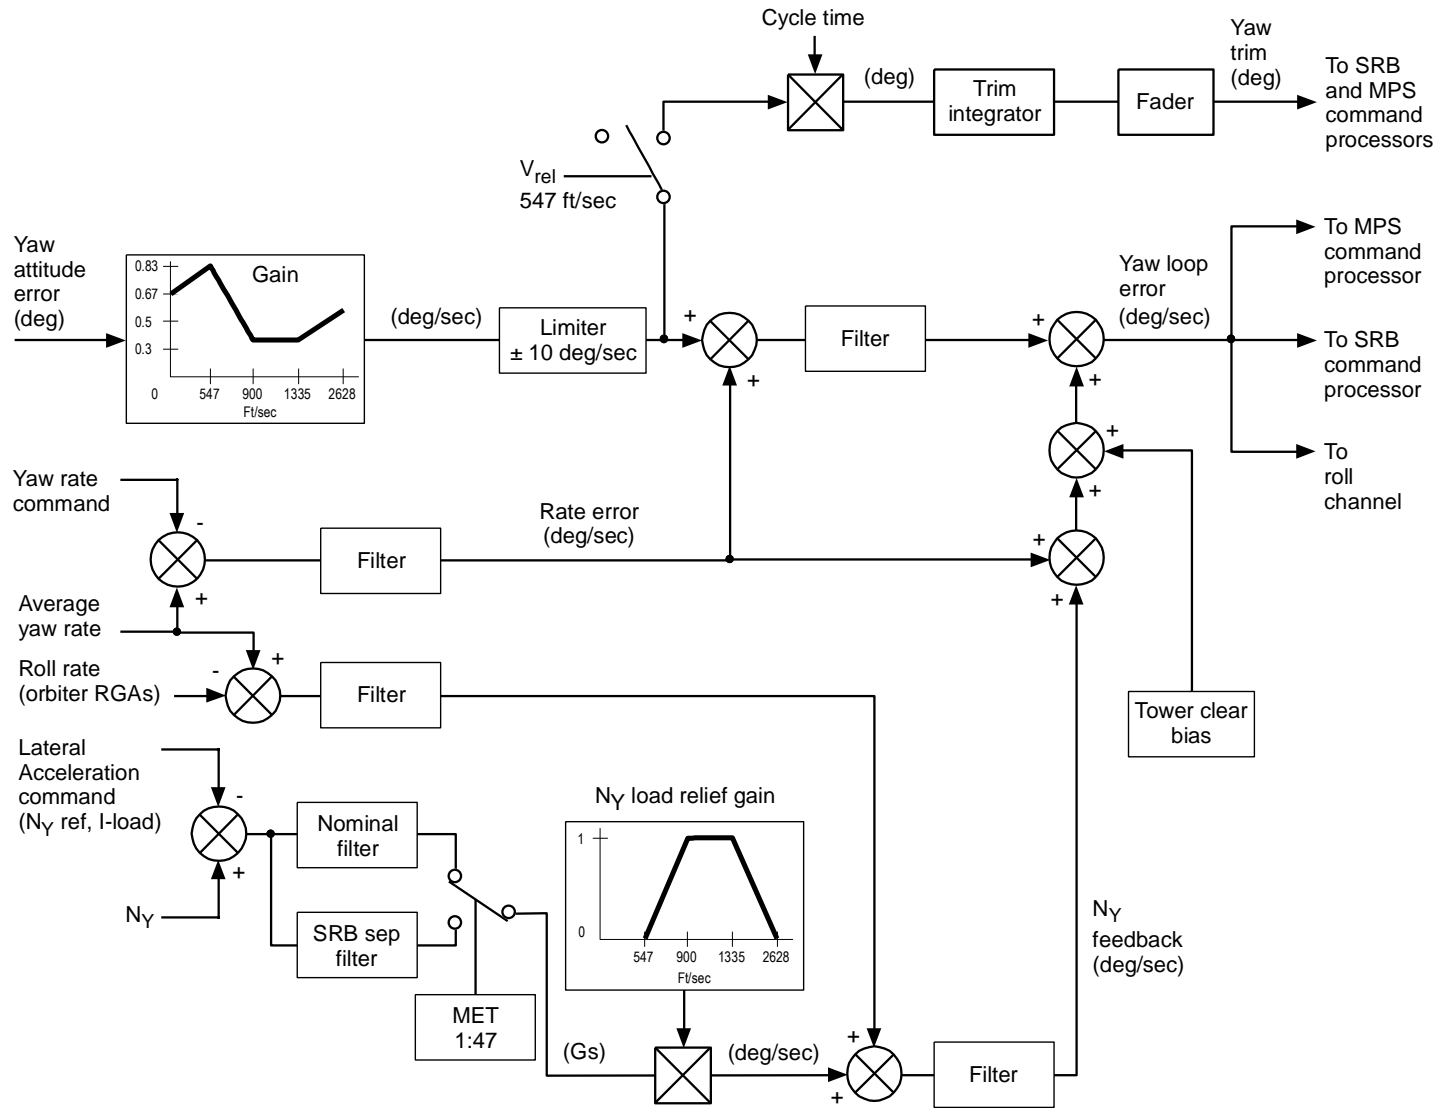 Cycle time
(deg)
Trim
integrator
Fader
Yaw
trim
(deg)
To SRB
and MPS
command
processors
Vrel
547 ft/sec
Yaw
attitude
error
(deg)
Gain
0.83
0.67
0.5
0.3
0 547 900 1335 2628
Ft/sec
(deg/sec)
Limiter
± 10 deg/sec
+
+
Filter
+
+
Yaw loop
error
(deg/sec)
To MPS
command
processor
To SRB
command
processor
To
roll
channel
+
+
Yaw rate
command
-
+
Filter
Rate error
(deg/sec)
+
+
Average
yaw rate
Roll rate
(orbiter RGAs)
-
+
Filter
Tower clear
bias
Lateral
Acceleration
command
(NY ref, I-load)
-
+
NY
Nominal
filter
SRB sep
filter
MET
1:47
NY load relief gain
1
0
547 900 1335 2628
Ft/sec
(Gs)
(deg/sec)
+
+
Filter
NY
feedback
(deg/sec)